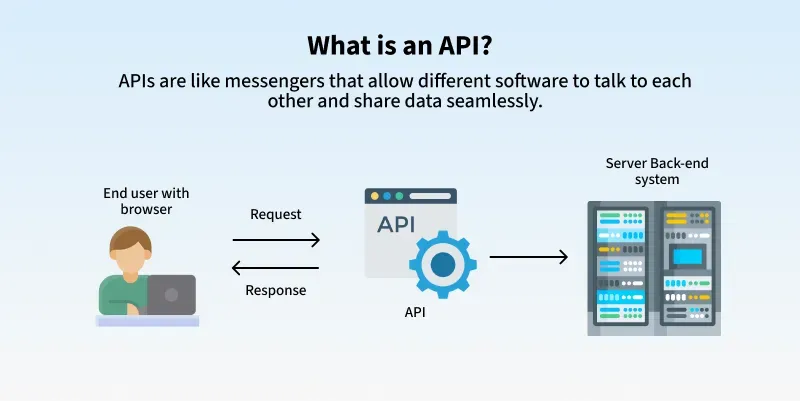 What is an API?
APIs are like messengers that allow different software to talk to each
other and share data seamlessly.
Server Back-end
system
End user with
browser
Request
API
Response
API